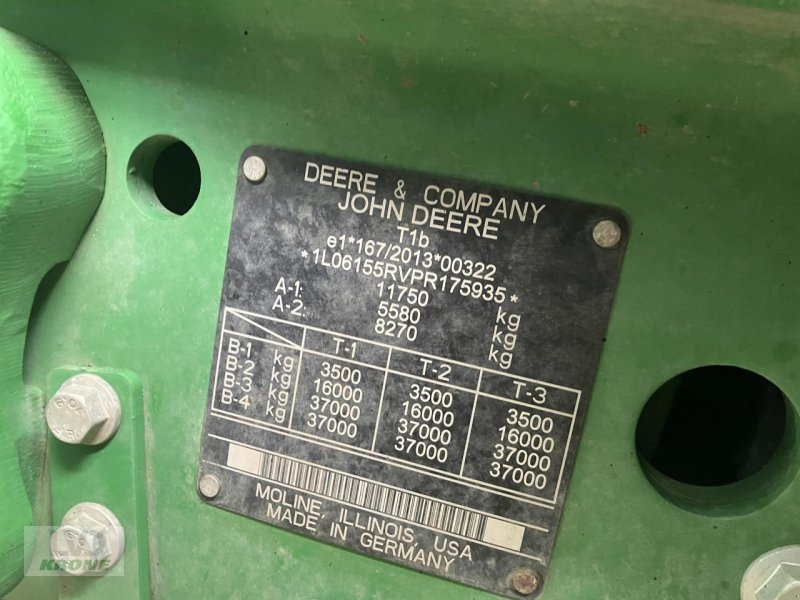 DEERE & COMPANY
JOHN DEERE
T1b
e1*167/2013*00322
*1L06155RVPR175935*
11750 kg
A-1: 5580 kg
A-2: 8270 kg
T-1 T-2 T-3
B-1 kg 3500 3500 3500
B-2 kg 16000 16000 16000
B-3 kg 37000 37000 37000
B-4 kg 37000 37000 37000
MOLINE, ILLINOIS, USA
MADE IN GERMANY
KRONE